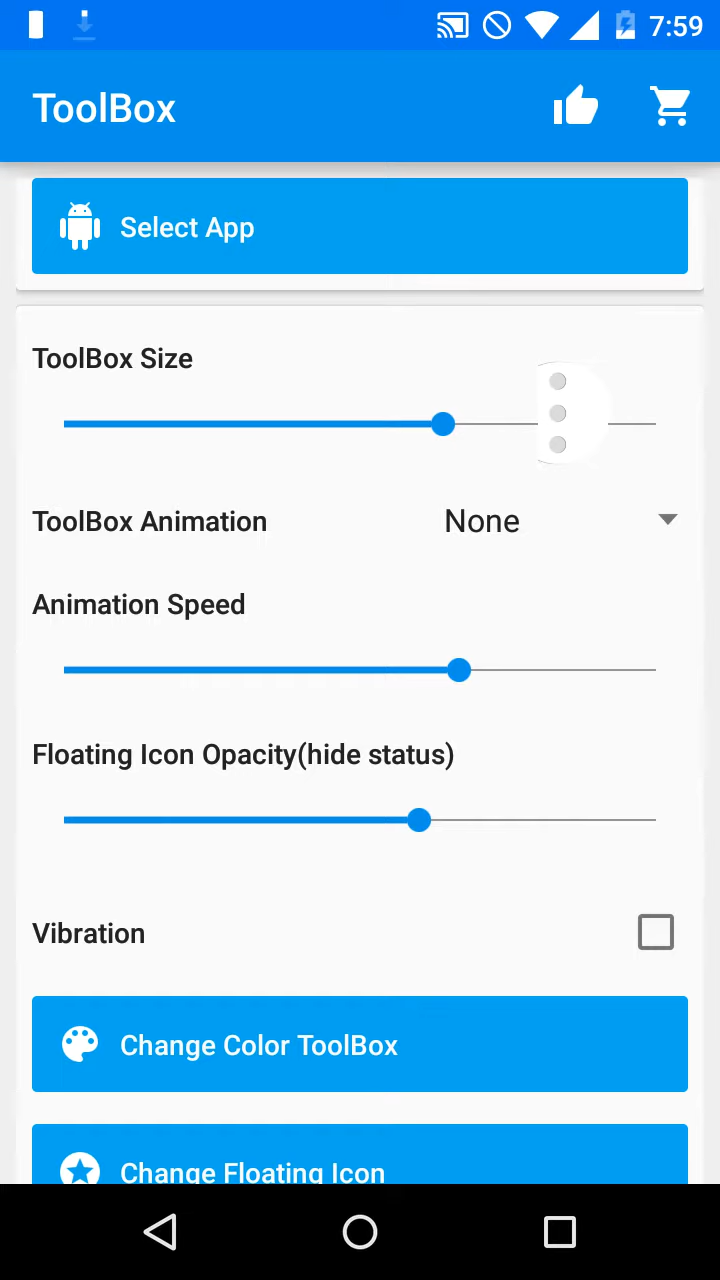 7:59
ToolBox
Select App
ToolBox Size
ToolBox Animation None
Animation Speed
Floating Icon Opacity(hide status)
Vibration
Change Color ToolBox
Change Floating Icon